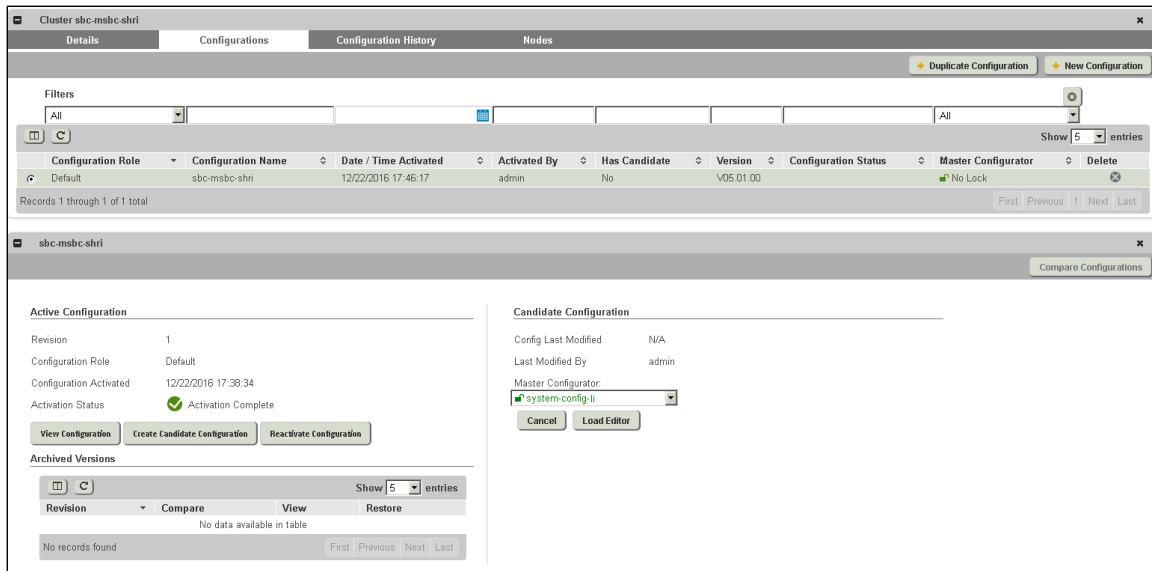 Cluster sbc-msbc-shri
Details Configurations Configuration History Nodes
+ Duplicate Configuration + New Configuration
Filters
All All
Show 5 entries
Configuration Role Configuration Name Date / Time Activated Activated By Has Candidate Version Configuration Status Master Configurator Delete
Default sbc-msbc-shri 12/22/2016 17:46:17 admin No V05.01.00 No Lock
Records 1 through 1 of 1 total First Previous 1 Next Last
sbc-msbc-shri
Compare Configurations
Active Configuration
Revision 1
Configuration Role Default
Configuration Activated 12/22/2016 17:38:34
Activation Status Activation Complete
View Configuration Create Candidate Configuration Reactivate Configuration
Archived Versions
Show 5 entries
Revision Compare View Restore
No data available in table
No records found First Previous Next Last
Candidate Configuration
Config Last Modified N/A
Last Modified By admin
Master Configurator:
system-config-li
Cancel Load Editor